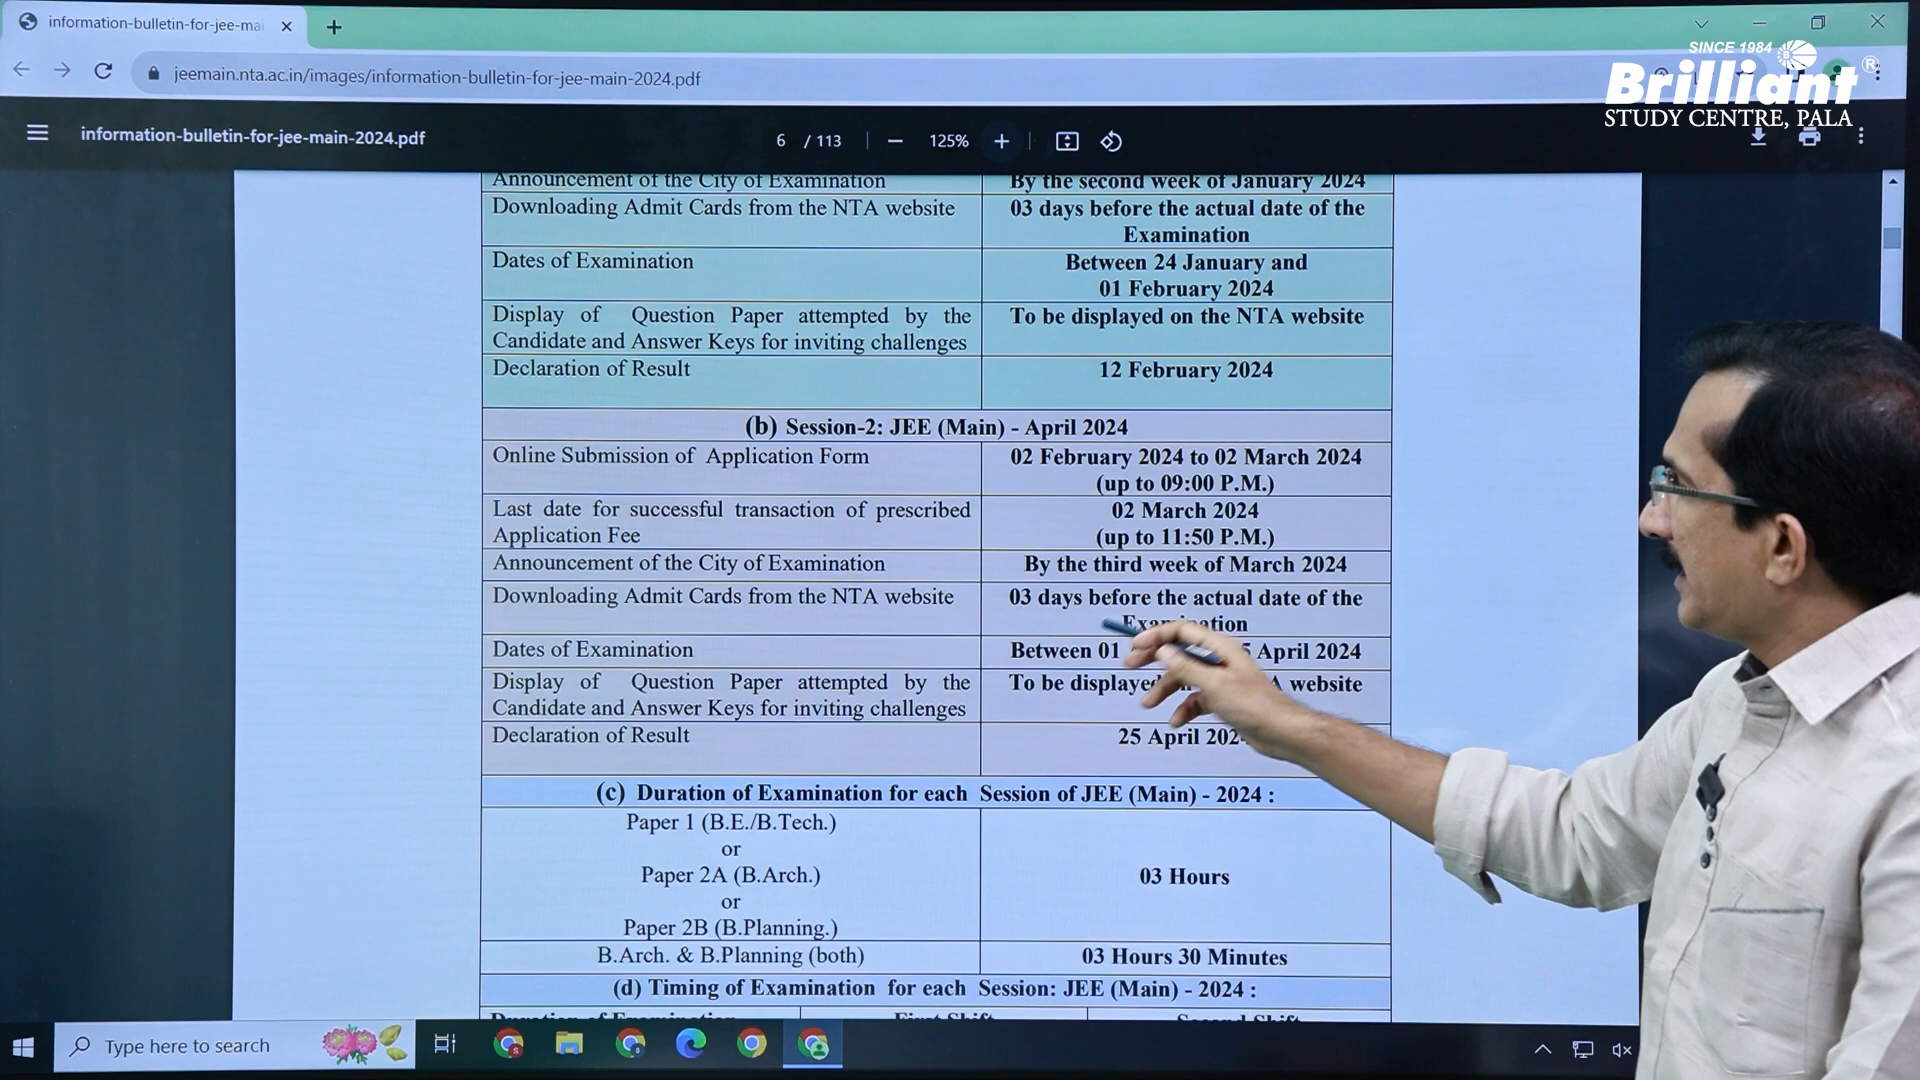 information-bulletin-for-jee-mai
jeemain.nta.ac.in/images/information-bulletin-for-jee-main-2024.pdf
SINCE 1984
Brilliant ®
STUDY CENTRE, PALA
information-bulletin-for-jee-main-2024.pdf
6 / 113
125%
Announcement of the City of Examination
By the second week of January 2024
Downloading Admit Cards from the NTA website
03 days before the actual date of the
Examination
Dates of Examination
Between 24 January and
01 February 2024
Display of Question Paper attempted by the
Candidate and Answer Keys for inviting challenges
To be displayed on the NTA website
Declaration of Result
12 February 2024
(b) Session-2: JEE (Main) - April 2024
Online Submission of Application Form
02 February 2024 to 02 March 2024
(up to 09:00 P.M.)
Last date for successful transaction of prescribed
Application Fee
02 March 2024
(up to 11:50 P.M.)
Announcement of the City of Examination
By the third week of March 2024
Downloading Admit Cards from the NTA website
03 days before the actual date of the
Examination
Dates of Examination
Between 01 5 April 2024
Display of Question Paper attempted by the
Candidate and Answer Keys for inviting challenges
To be displayed website
Declaration of Result
25 April 202
(c) Duration of Examination for each Session of JEE (Main) - 2024 :
Paper 1 (B.E./B.Tech.)
or
Paper 2A (B.Arch.)
or
Paper 2B (B.Planning.)
03 Hours
B.Arch. & B.Planning (both)
03 Hours 30 Minutes
(d) Timing of Examination for each Session: JEE (Main) - 2024 :
Duration of Examination
First Shift
Second Shift
Type here to search